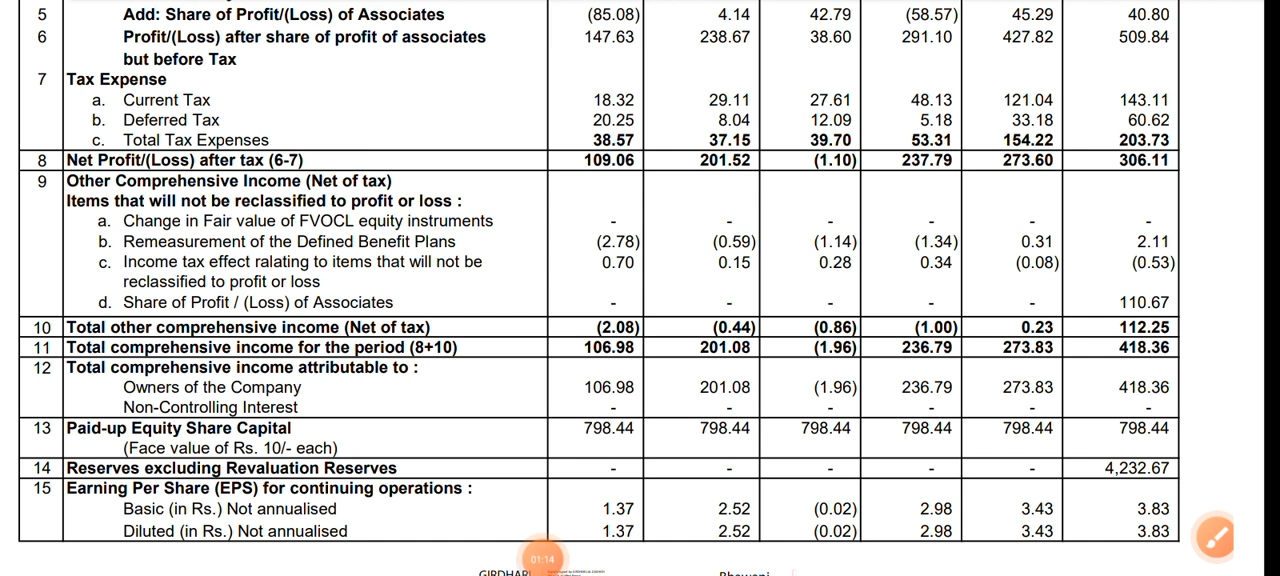 5 Add: Share of Profit/(Loss) of Associates (85.08) 4.14 42.79 (58.57) 45.29 40.80
6 Profit/(Loss) after share of profit of associates 147.63 238.67 38.60 291.10 427.82 509.84
but before Tax
7 Tax Expense
a. Current Tax 18.32 29.11 27.61 48.13 121.04 143.11
b. Deferred Tax 20.25 8.04 12.09 5.18 33.18 60.62
c. Total Tax Expenses 38.57 37.15 39.70 53.31 154.22 203.73
8 Net Profit/(Loss) after tax (6-7) 109.06 201.52 (1.10) 237.79 273.60 306.11
9 Other Comprehensive Income (Net of tax)
Items that will not be reclassified to profit or loss :
a. Change in Fair value of FVOCL equity instruments - - - - - -
b. Remeasurement of the Defined Benefit Plans (2.78) (0.59) (1.14) (1.34) 0.31 2.11
c. Income tax effect ralating to items that will not be 0.70 0.15 0.28 0.34 (0.08) (0.53)
reclassified to profit or loss
d. Share of Profit / (Loss) of Associates - - - - - 110.67
10 Total other comprehensive income (Net of tax) (2.08) (0.44) (0.86) (1.00) 0.23 112.25
11 Total comprehensive income for the period (8+10) 106.98 201.08 (1.96) 236.79 273.83 418.36
12 Total comprehensive income attributable to :
Owners of the Company 106.98 201.08 (1.96) 236.79 273.83 418.36
Non-Controlling Interest - - - - - -
13 Paid-up Equity Share Capital 798.44 798.44 798.44 798.44 798.44 798.44
(Face value of Rs. 10/- each)
14 Reserves excluding Revaluation Reserves - - - - - 4,232.67
15 Earning Per Share (EPS) for continuing operations :
Basic (in Rs.) Not annualised 1.37 2.52 (0.02) 2.98 3.43 3.83
Diluted (in Rs.) Not annualised 1.37 2.52 (0.02) 2.98 3.43 3.83
01:14